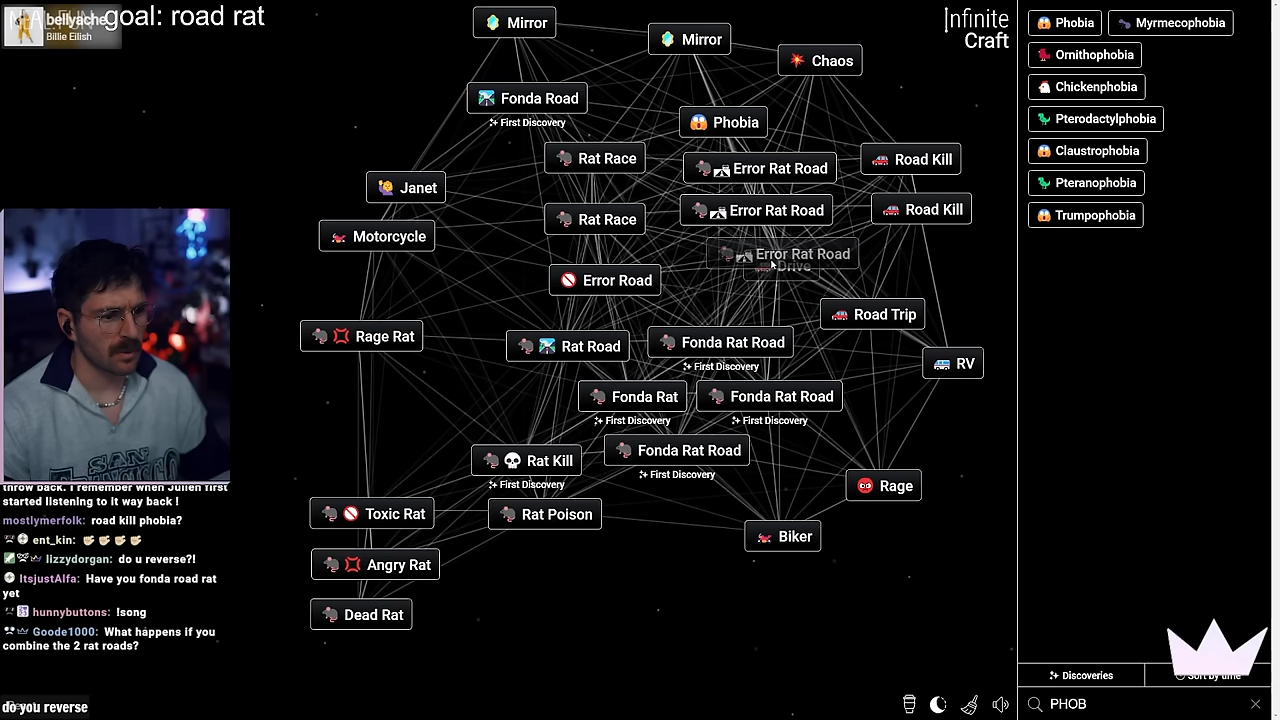 goal: road rat
bellyache
Billie Eilish
Mirror
Mirror
Chaos
Fonda Road
First Discovery
Phobia
Rat Race
Error Rat Road
Road Kill
Janet
Rat Race
Error Rat Road
Road Kill
Motorcycle
Error Rat Road
Drive
Error Road
Road Trip
Rage Rat
Rat Road
Fonda Rat Road
First Discovery
RV
Fonda Rat
First Discovery
Fonda Rat Road
First Discovery
Rat Kill
First Discovery
Fonda Rat Road
First Discovery
Rage
Toxic Rat
Rat Poison
Biker
Angry Rat
Dead Rat
Infinite
Craft
Phobia
Myrmecophobia
Ornithophobia
Chickenphobia
Pterodactylphobia
Claustrophobia
Pteranophobia
Trumpophobia
Discoveries
Sort by time
PHOB
SAN
throw back. I remember when Julien first
started listening to it way back !
mostlymerfolk: road kill phobia?
ent_kin:
lizzydorgan: do u reverse?!
ItsjustAlfa: Have you fonda road rat
yet
hunnybuttons: !song
Goode1000: What happens if you
combine the 2 rat roads?
do you reverse